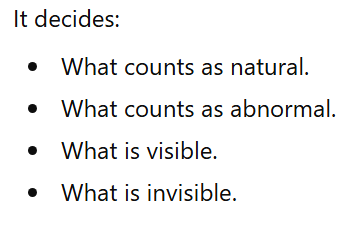 It decides:
• What counts as natural.
• What counts as abnormal.
• What is visible.
• What is invisible.